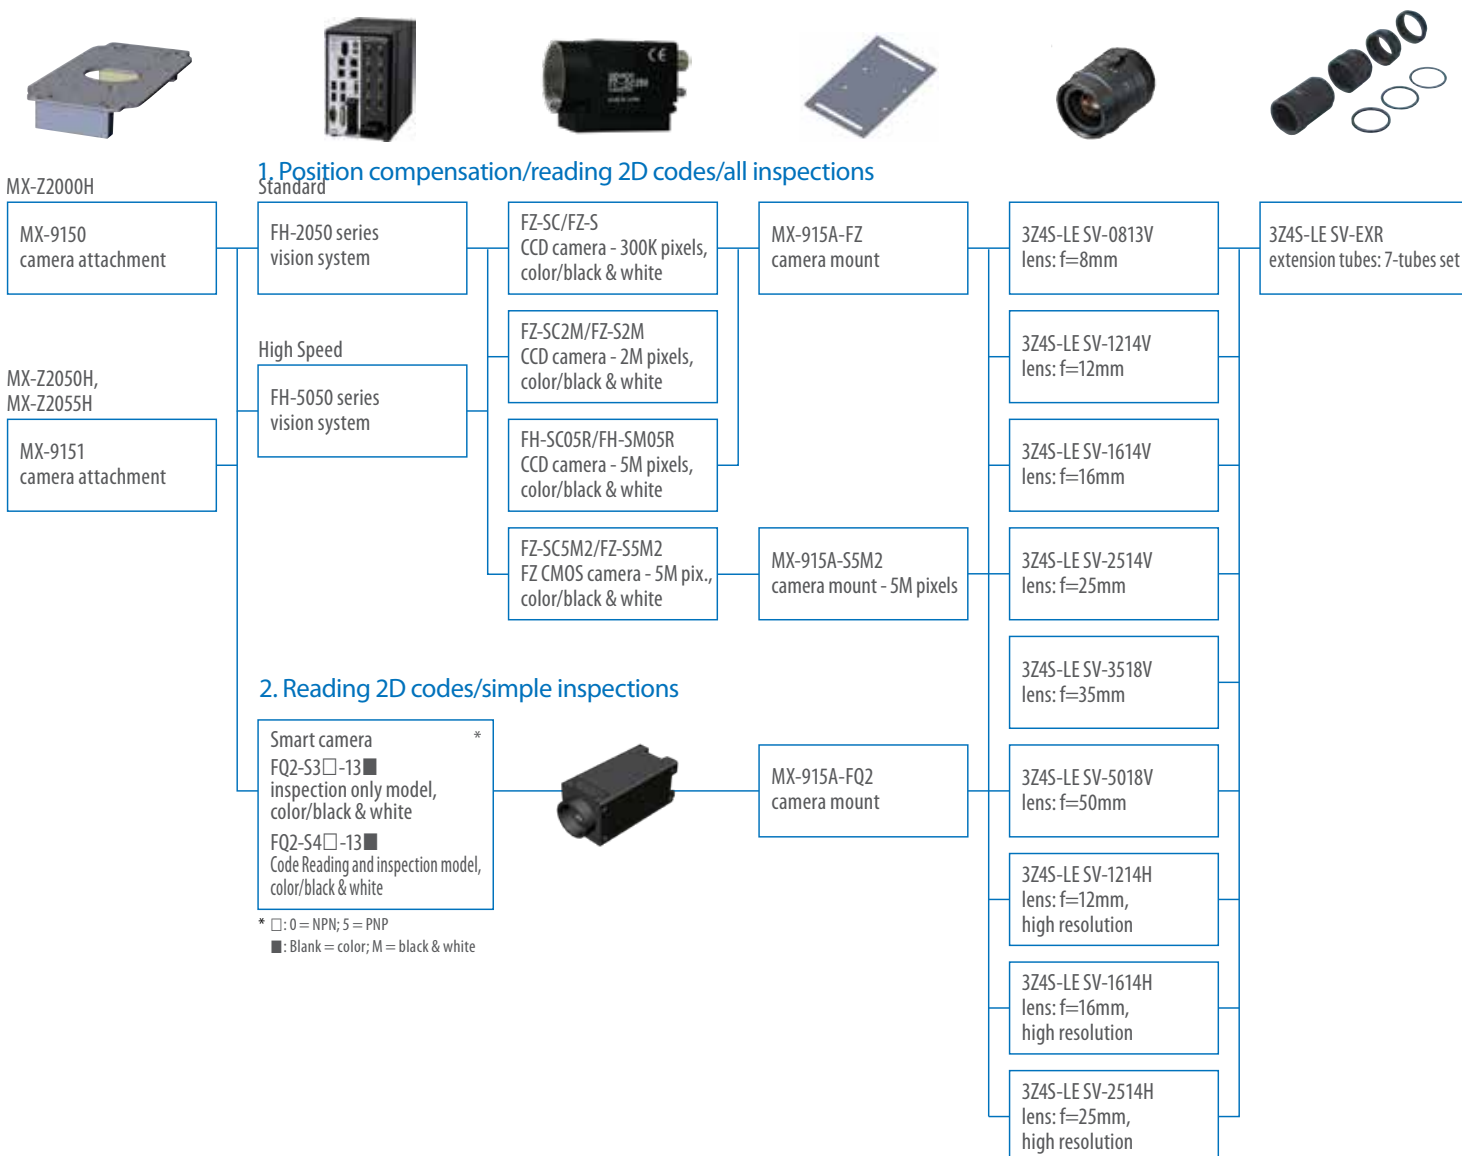 1. Position compensation/reading 2D codes/all inspections
MX-Z2000H
MX-9150
camera attachment
MX-Z2050H,
MX-Z2055H
MX-9151
camera attachment
Standard
FH-2050 series
vision system
High Speed
FH-5050 series
vision system
FZ-SC/FZ-S
CCD camera - 300K pixels,
color/black & white
FZ-SC2M/FZ-S2M
CCD camera - 2M pixels,
color/black & white
FH-SC05R/FH-SM05R
CCD camera - 5M pixels,
color/black & white
FZ-SC5M2/FZ-S5M2
FZ CMOS camera - 5M pix.,
color/black & white
MX-915A-FZ
camera mount
MX-915A-S5M2
camera mount - 5M pixels
3Z4S-LE SV-0813V
lens: f=8mm
3Z4S-LE SV-1214V
lens: f=12mm
3Z4S-LE SV-1614V
lens: f=16mm
3Z4S-LE SV-2514V
lens: f=25mm
3Z4S-LE SV-3518V
lens: f=35mm
3Z4S-LE SV-5018V
lens: f=50mm
3Z4S-LE SV-1214H
lens: f=12mm,
high resolution
3Z4S-LE SV-1614H
lens: f=16mm,
high resolution
3Z4S-LE SV-2514H
lens: f=25mm,
high resolution
3Z4S-LE SV-EXR
extension tubes: 7-tubes set
2. Reading 2D codes/simple inspections
Smart camera *
FQ2-S3□-13■
inspection only model,
color/black & white
FQ2-S4□-13■
Code Reading and inspection model,
color/black & white
* □: 0 = NPN; 5 = PNP
■: Blank = color; M = black & white
MX-915A-FQ2
camera mount
CE